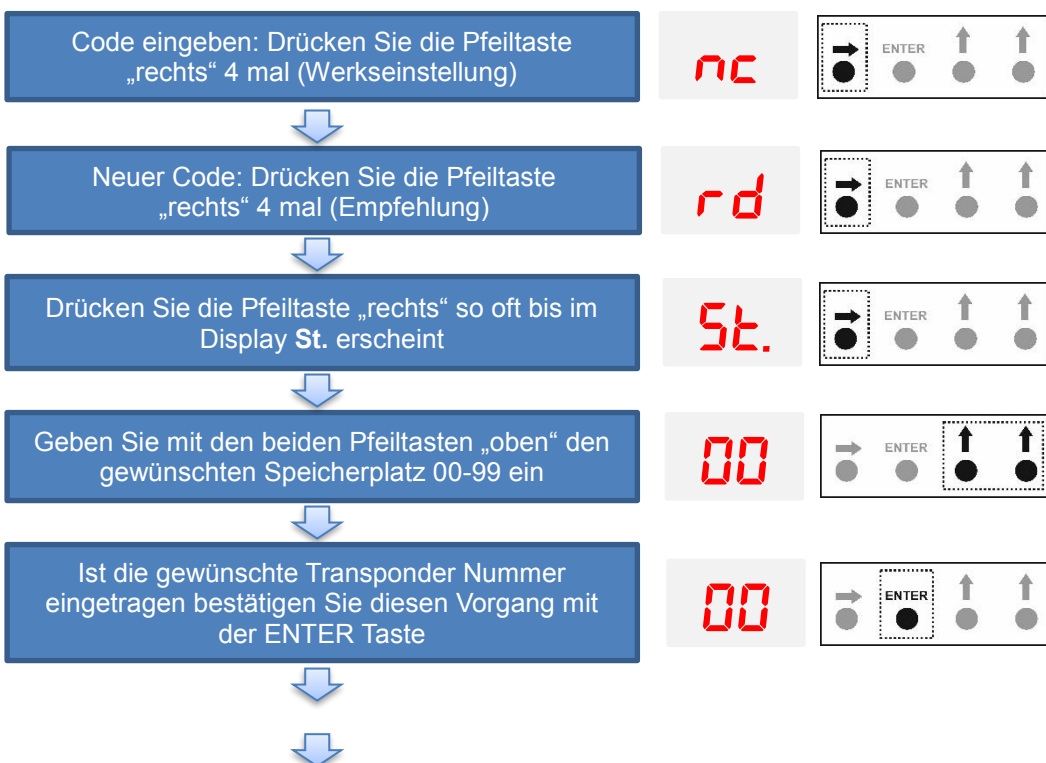 Code eingeben: Drücken Sie die Pfeiltaste
„rechts“ 4 mal (Werkseinstellung)
nc
ENTER
Neuer Code: Drücken Sie die Pfeiltaste
„rechts“ 4 mal (Empfehlung)
rd
ENTER
Drücken Sie die Pfeiltaste „rechts“ so oft bis im
Display St. erscheint
St.
ENTER
Geben Sie mit den beiden Pfeiltasten „oben“ den
gewünschten Speicherplatz 00-99 ein
00
ENTER
Ist die gewünschte Transponder Nummer
eingetragen bestätigen Sie diesen Vorgang mit
der ENTER Taste
00
ENTER